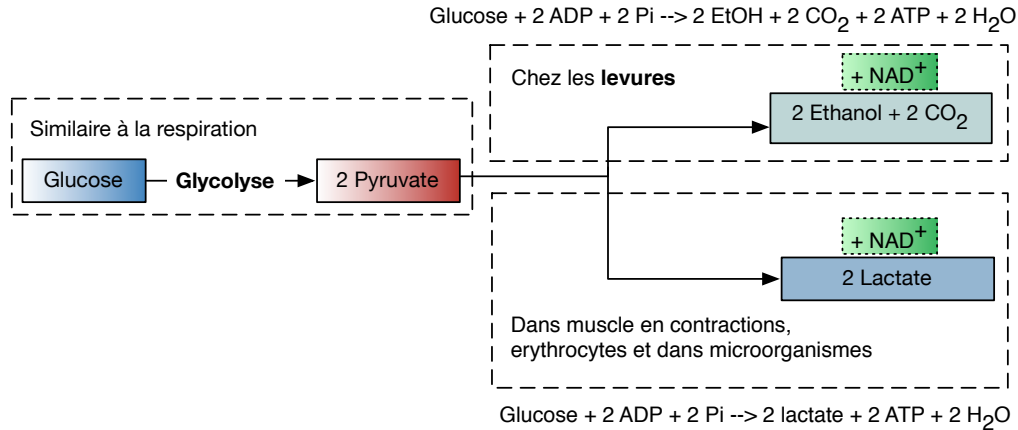 Glucose + 2 ADP + 2 Pi --> 2 EtOH + 2 CO2 + 2 ATP + 2 H2O
Chez les levures
+ NAD+
2 Ethanol + 2 CO2
Similaire à la respiration
Glucose
Glycolyse
2 Pyruvate
+ NAD+
2 Lactate
Dans muscle en contractions,
erythrocytes et dans microorganismes
Glucose + 2 ADP + 2 Pi --> 2 lactate + 2 ATP + 2 H2O